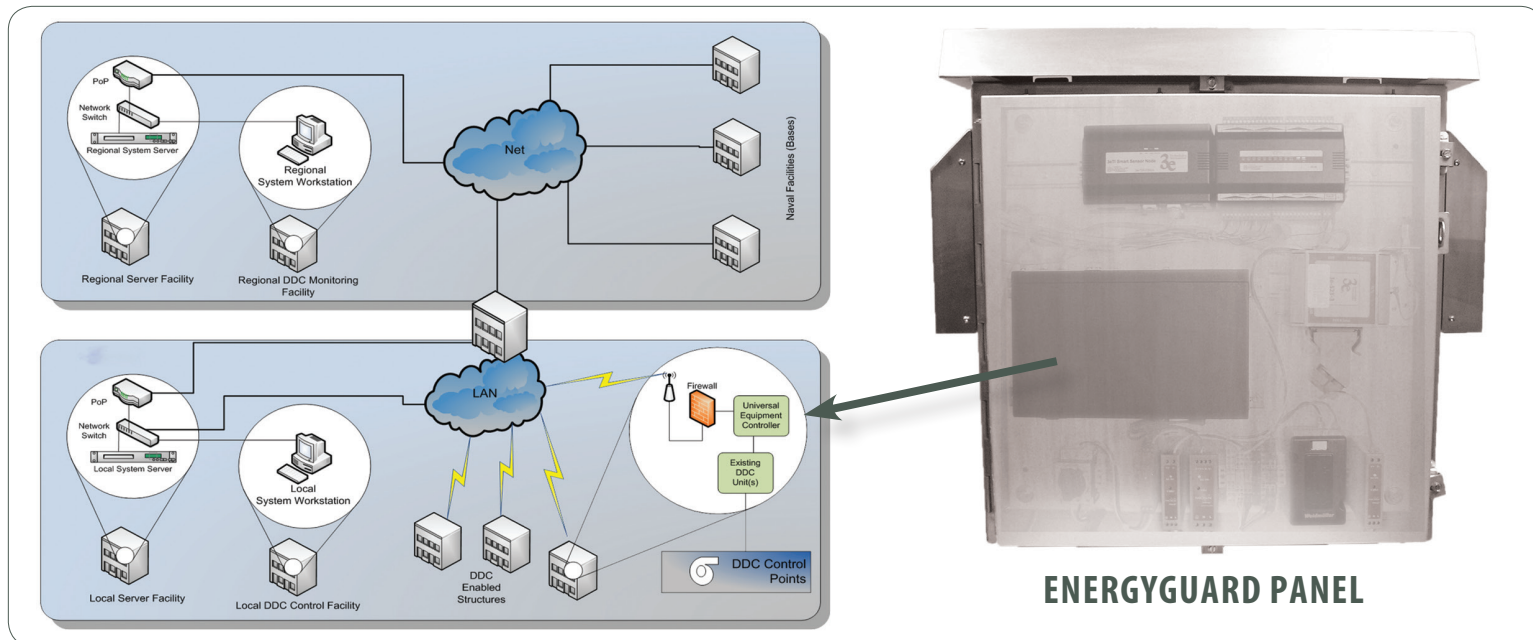 PoP
Network
Switch
Regional System Server
Regional
System Workstation
Regional Server Facility
Regional DDC Monitoring
Facility
Net
Naval Facilities (Bases)
PoP
Network
Switch
Local System Server
Local
System Workstation
Local Server Facility
Local DDC Control Facility
LAN
DDC
Enabled
Structures
Firewall
Universal
Equipment
Controller
Existing
DDC
Unit(s)
DDC Control
Points
3e
ENERGYGUARD PANEL